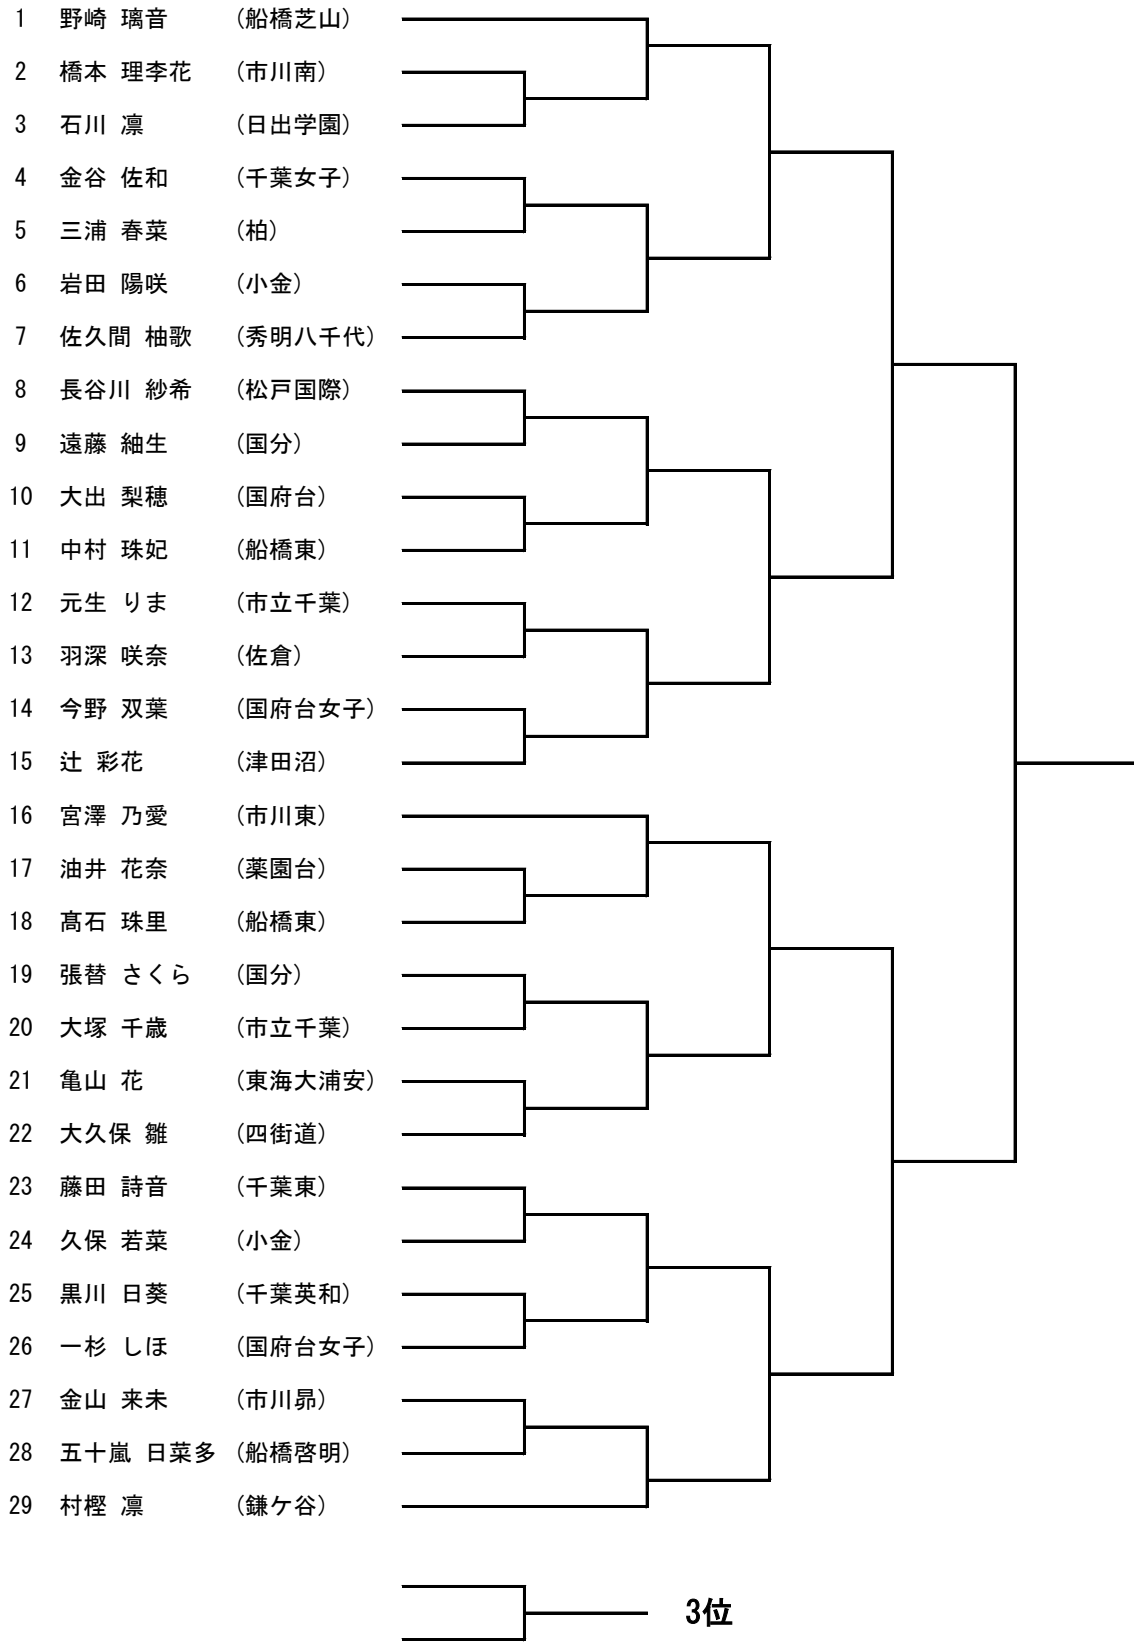 1 野崎 璃音 (船橋芝山)
2 橋本 理李花 (市川南)
3 石川 凛 (日出学園)
4 金谷 佐和 (千葉女子)
5 三浦 春菜 (柏)
6 岩田 陽咲 (小金)
7 佐久間 柚歌 (秀明八千代)
8 長谷川 紗希 (松戸国際)
9 遠藤 紬生 (国分)
10 大出 梨穂 (国府台)
11 中村 珠妃 (船橋東)
12 元生 りま (市立千葉)
13 羽深 咲奈 (佐倉)
14 今野 双葉 (国府台女子)
15 辻 彩花 (津田沼)
16 宮澤 乃愛 (市川東)
17 油井 花奈 (薬園台)
18 髙石 珠里 (船橋東)
19 張替 さくら (国分)
20 大塚 千歳 (市立千葉)
21 亀山 花 (東海大浦安)
22 大久保 雛 (四街道)
23 藤田 詩音 (千葉東)
24 久保 若菜 (小金)
25 黒川 日葵 (千葉英和)
26 一杉 しほ (国府台女子)
27 金山 来未 (市川昴)
28 五十嵐 日菜多 (船橋啓明)
29 村樫 凛 (鎌ケ谷)
3位